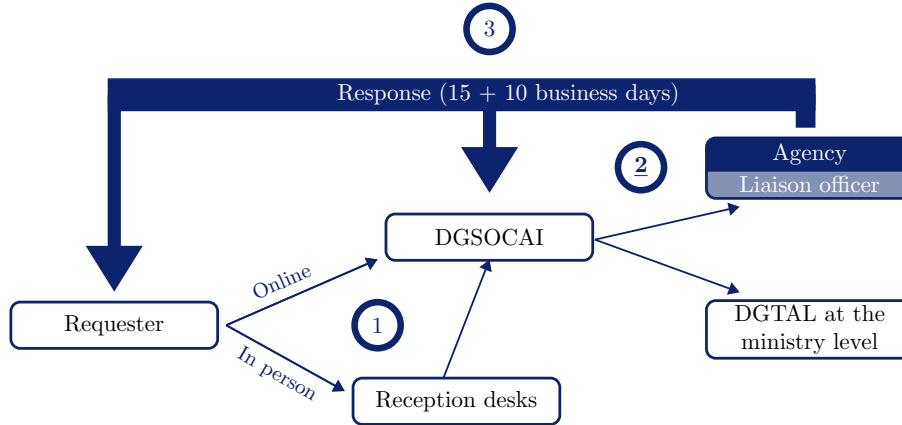 3
Response (15 + 10 business days)
2
Agency
Liaison officer
DGSOCAI
Online
Requester
1
DGTAL at the
ministry level
In person
Reception desks